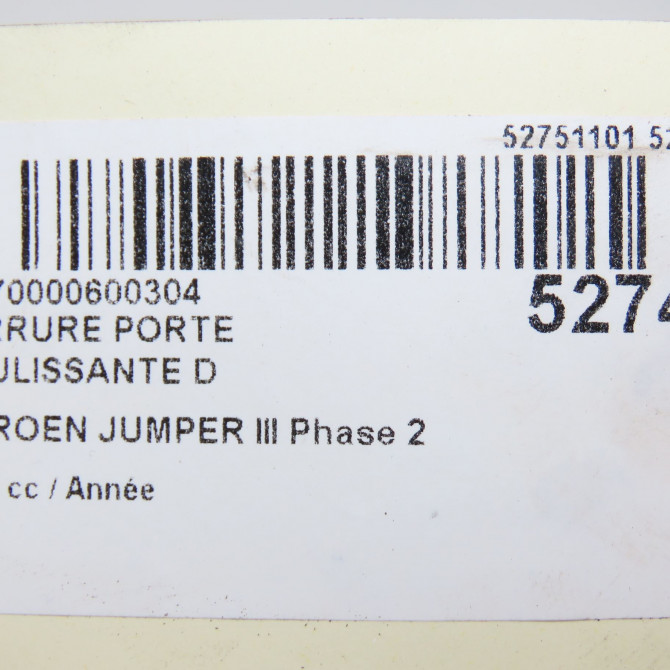 52751101 52
70000600304
5274
RRURE PORTE
ULISSANTE D
ROEN JUMPER III Phase 2
cc / Année